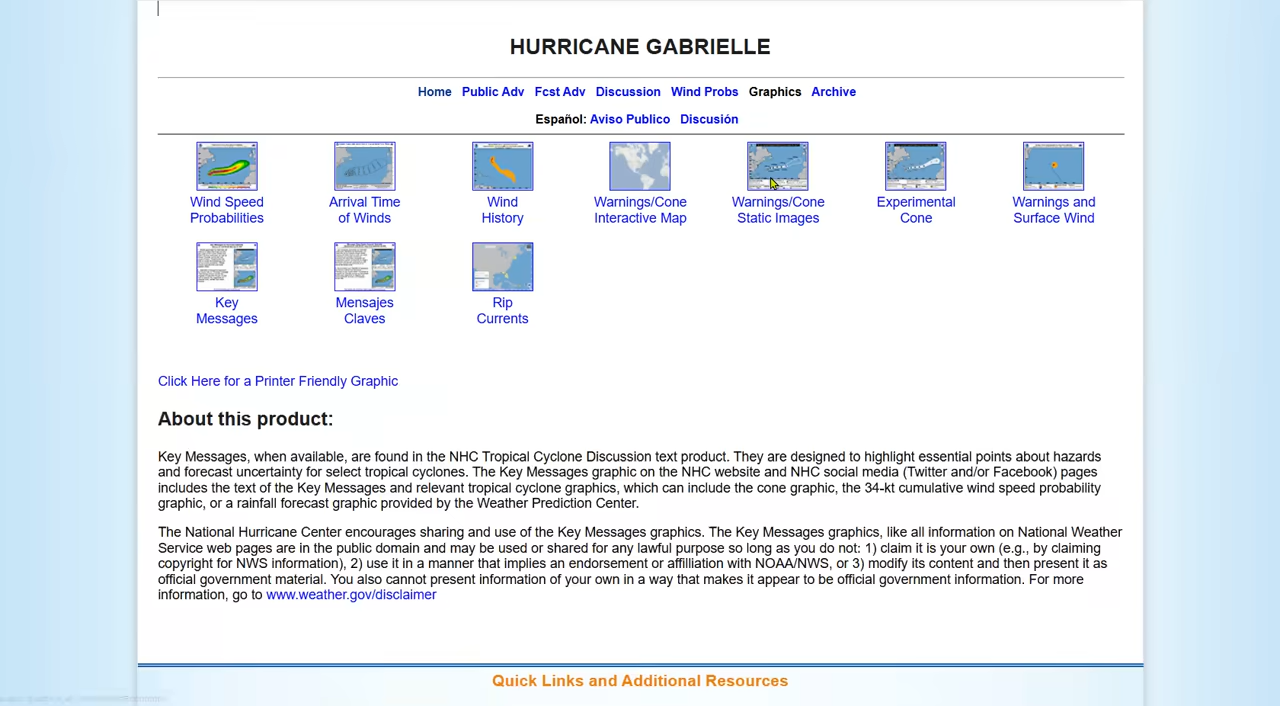 HURRICANE GABRIELLE
Home Public Adv Fcst Adv Discussion Wind Probs Graphics Archive
Español: Aviso Publico Discusión
Wind Speed Probabilities
Arrival Time of Winds
Wind History
Warnings/Cone Interactive Map
Warnings/Cone Static Images
Experimental Cone
Warnings and Surface Wind
Key Messages
Mensajes Claves
Rip Currents
Click Here for a Printer Friendly Graphic
About this product:
Key Messages, when available, are found in the NHC Tropical Cyclone Discussion text product. They are designed to highlight essential points about hazards
and forecast uncertainty for select tropical cyclones. The Key Messages graphic on the NHC website and NHC social media (Twitter and/or Facebook) pages
includes the text of the Key Messages and relevant tropical cyclone graphics, which can include the cone graphic, the 34-kt cumulative wind speed probability
graphic, or a rainfall forecast graphic provided by the Weather Prediction Center.
The National Hurricane Center encourages sharing and use of the Key Messages graphics. The Key Messages graphics, like all information on National Weather
Service web pages are in the public domain and may be used or shared for any lawful purpose so long as you do not: 1) claim it is your own (e.g., by claiming
copyright for NWS information), 2) use it in a manner that implies an endorsement or affilliation with NOAA/NWS, or 3) modify its content and then present it as
official government material. You also cannot present information of your own in a way that makes it appear to be official government information. For more
information, go to www.weather.gov/disclaimer
Quick Links and Additional Resources